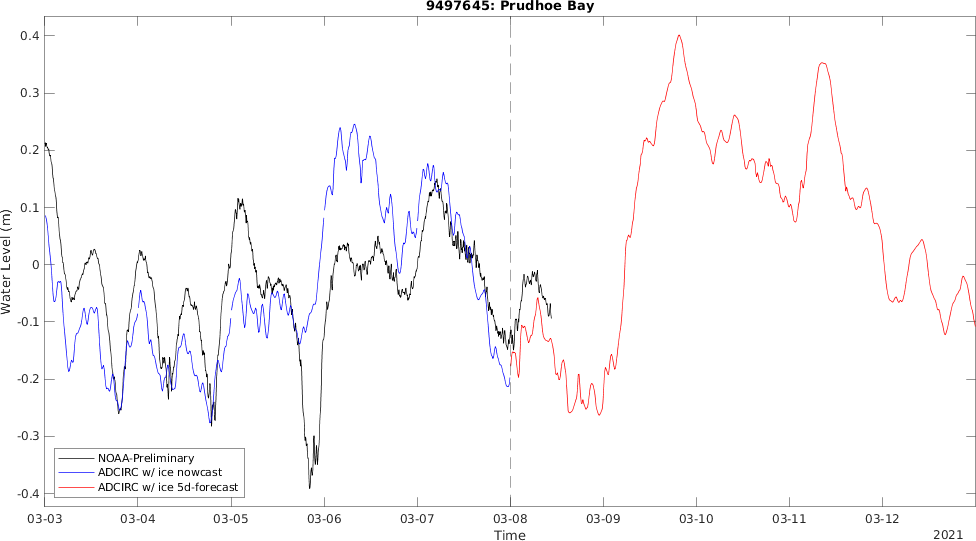 9497645: Prudhoe Bay
Water Level (m)
0.4
0.3
0.2
0.1
0
-0.1
-0.2
-0.3
-0.4
NOAA-Preliminary
ADCIRC w/ ice nowcast
ADCIRC w/ ice 5d-forecast
03-03 03-04 03-05 03-06 03-07 03-08 03-09 03-10 03-11 03-12
Time
2021